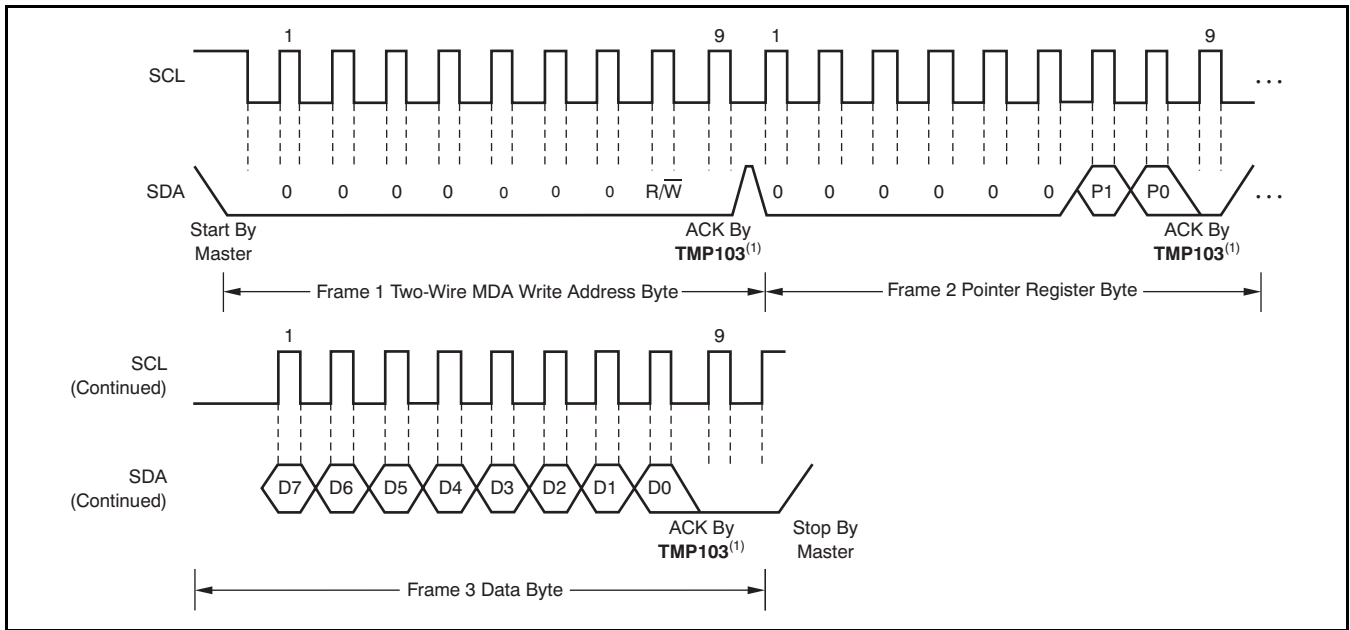 1 9 1 9
SCL ...
SDA 0 0 0 0 0 0 0 R/W̅ 0 0 0 0 0 0 P1 P0 ...
Start By Master
ACK By TMP103(1)
ACK By TMP103(1)
Frame 1 Two-Wire MDA Write Address Byte
Frame 2 Pointer Register Byte
1 9
SCL
(Continued)
SDA
(Continued)
D7 D6 D5 D4 D3 D2 D1 D0
ACK By
TMP103(1)
Stop By
Master
Frame 3 Data Byte